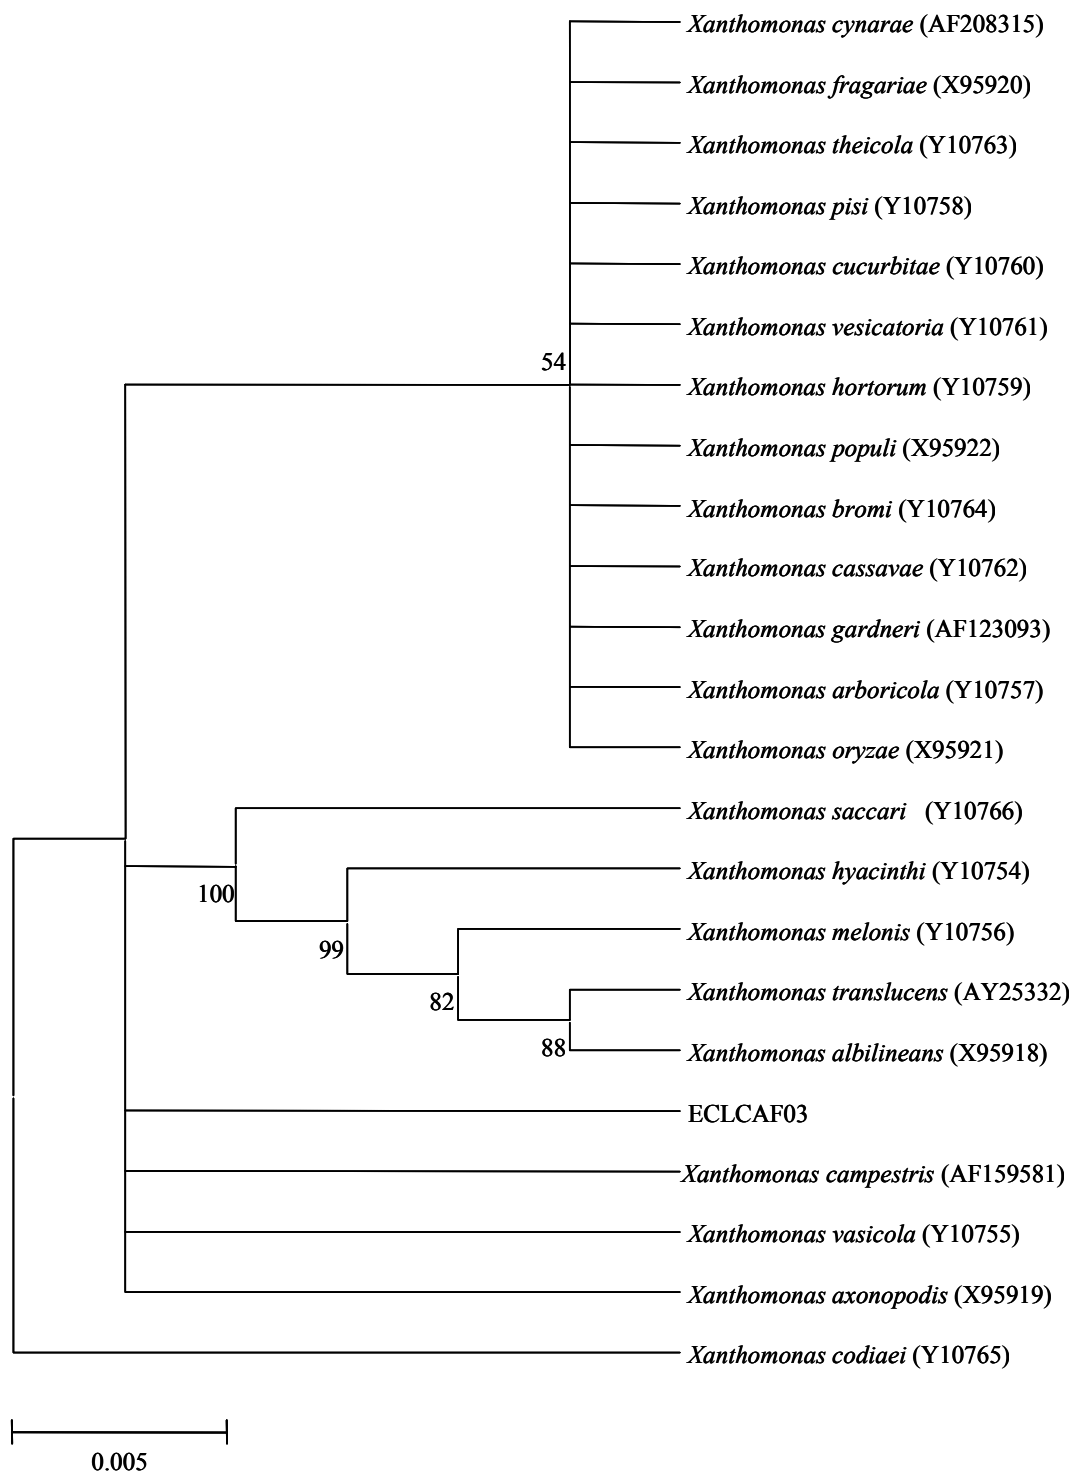 Xanthomonas cynarae (AF208315)
Xanthomonas fragariae (X95920)
Xanthomonas theicola (Y10763)
Xanthomonas pisi (Y10758)
Xanthomonas cucurbitae (Y10760)
Xanthomonas vesicatoria (Y10761)
54
Xanthomonas hortorum (Y10759)
Xanthomonas populi (X95922)
Xanthomonas bromi (Y10764)
Xanthomonas cassavae (Y10762)
Xanthomonas gardneri (AF123093)
Xanthomonas arboricola (Y10757)
Xanthomonas oryzae (X95921)
Xanthomonas saccari (Y10766)
Xanthomonas hyacinthi (Y10754)
100
Xanthomonas melonis (Y10756)
99
Xanthomonas translucens (AY25332)
82
Xanthomonas albilineans (X95918)
88
ECLCAF03
Xanthomonas campestris (AF159581)
Xanthomonas vasicola (Y10755)
Xanthomonas axonopodis (X95919)
Xanthomonas codiaei (Y10765)
0.005